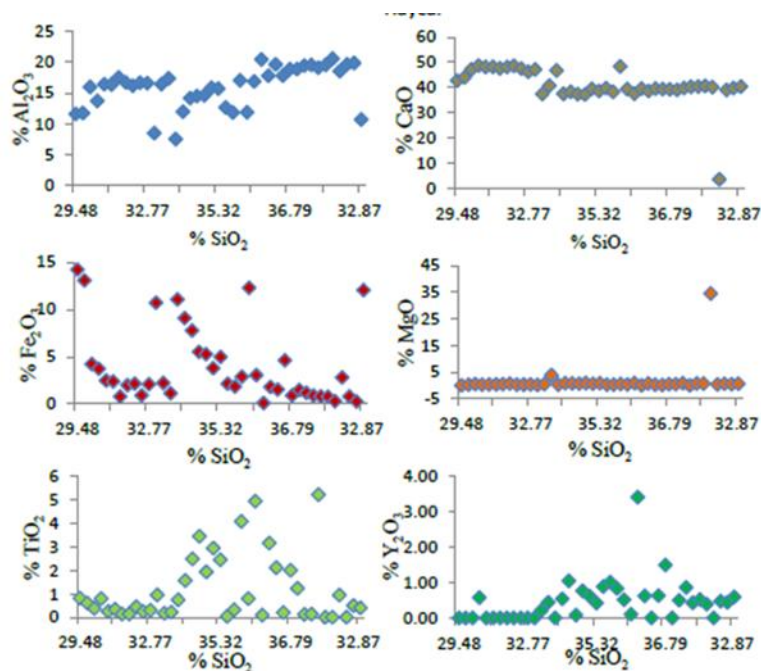 % Al₂O₃
25
20
15
10
5
0
29.48 32.77 35.32 36.79 32.87
% SiO₂
% CaO
60
50
40
30
20
10
0
29.48 32.77 35.32 36.79 32.87
% SiO₂
% Fe₂O₃
15
10
5
0
29.48 32.77 35.32 36.79 32.87
% SiO₂
% MgO
45
35
25
15
5
-5
29.48 32.77 35.32 36.79 32.87
% SiO₂
% TiO₂
6
5
4
3
2
1
0
29.48 32.77 35.32 36.79 32.87
% SiO₂
% Y₂O₃
4.00
3.00
2.00
1.00
0.00
29.48 32.77 35.32 36.79 32.87
% SiO₂